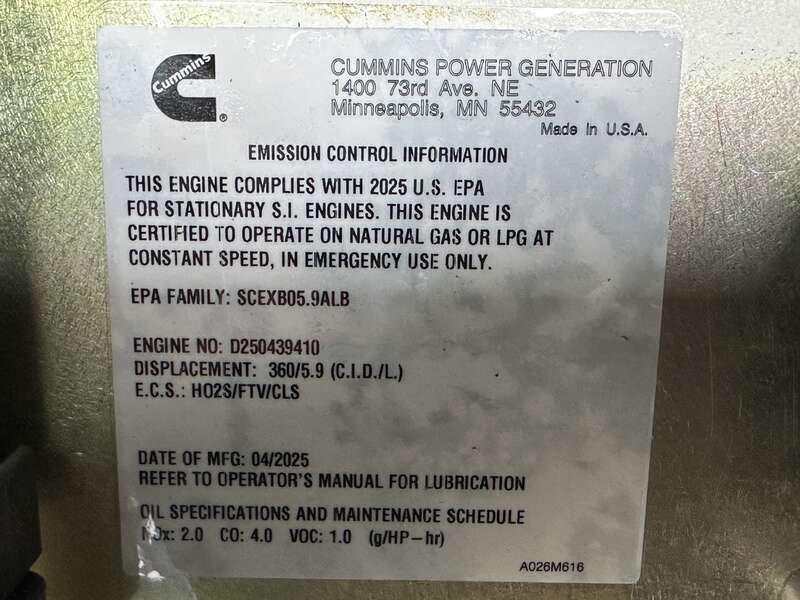 Cummins
®
CUMMINS POWER GENERATION
1400 73rd Ave. NE
Minneapolis, MN 55432
Made In U.S.A.
EMISSION CONTROL INFORMATION
THIS ENGINE COMPLIES WITH 2025 U.S. EPA
FOR STATIONARY S.I. ENGINES. THIS ENGINE IS
CERTIFIED TO OPERATE ON NATURAL GAS OR LPG AT
CONSTANT SPEED, IN EMERGENCY USE ONLY.
EPA FAMILY: SCEXB05.9ALB
ENGINE NO: D250439410
DISPLACEMENT: 360/5.9 (C.I.D./L.)
E.C.S.: HO2S/FTV/CLS
DATE OF MFG: 04/2025
REFER TO OPERATOR'S MANUAL FOR LUBRICATION
OIL SPECIFICATIONS AND MAINTENANCE SCHEDULE
NOx: 2.0 CO: 4.0 VOC: 1.0 (g/HP-hr)
A026M616